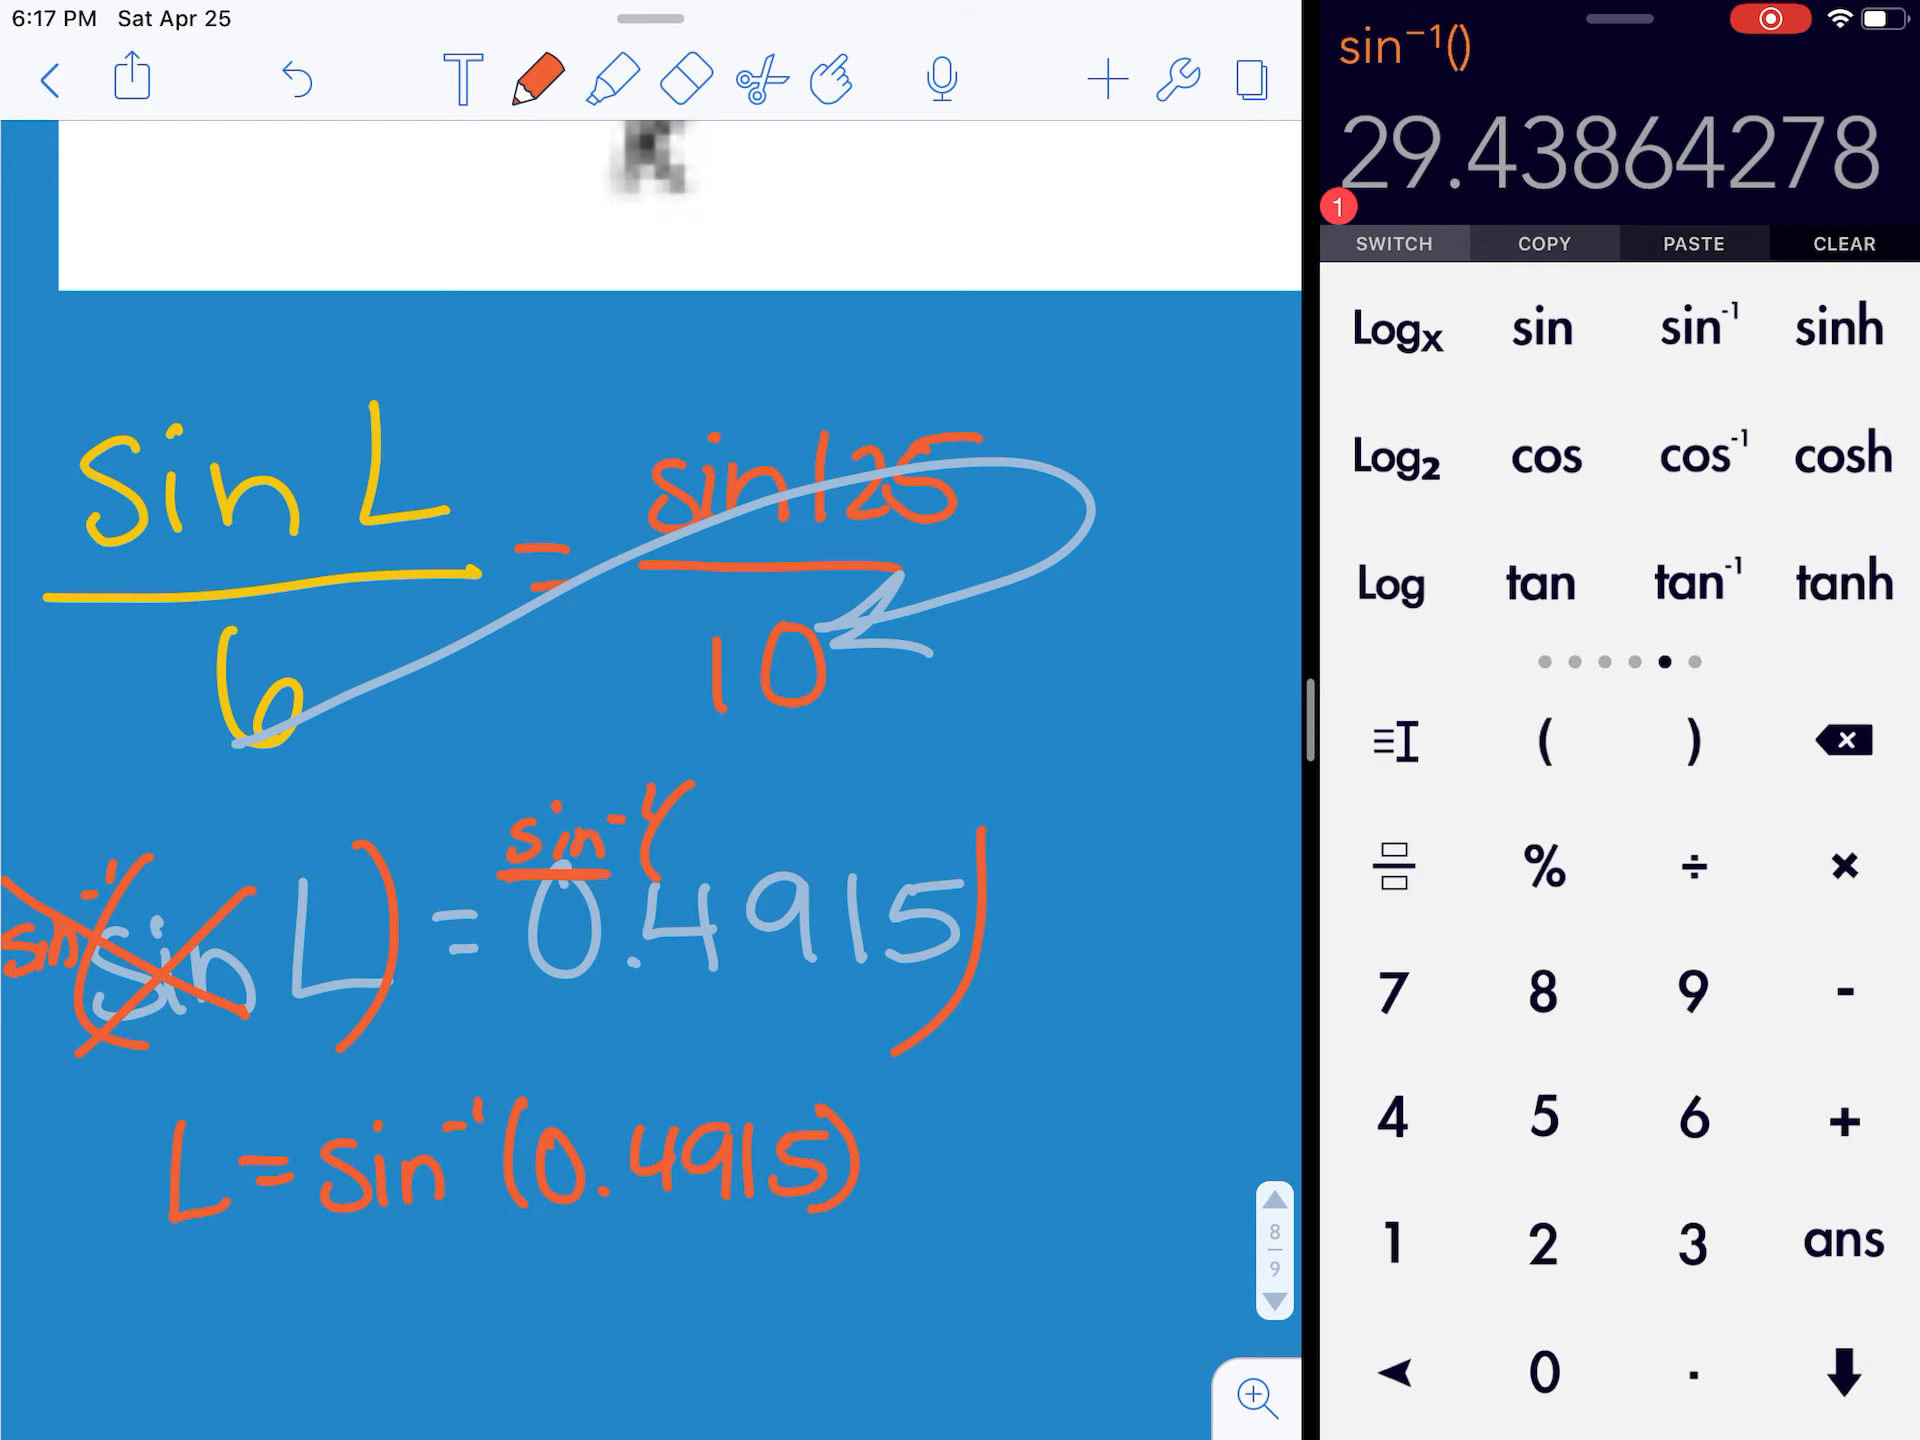 6:17 PM Sat Apr 25
T
sin⁻¹()
29.43864278
1
SWITCH COPY PASTE CLEAR
Logx sin sin⁻¹ sinh
Log2 cos cos⁻¹ cosh
Log tan tan⁻¹ tanh
( )
% ÷ ×
7 8 9 -
4 5 6 +
1 2 3 ans
0 .
sin L / 6 = sin 125 / 10
sin⁻¹(sin L) = sin⁻¹(0.4915)
L = sin⁻¹(0.4915)
8
9